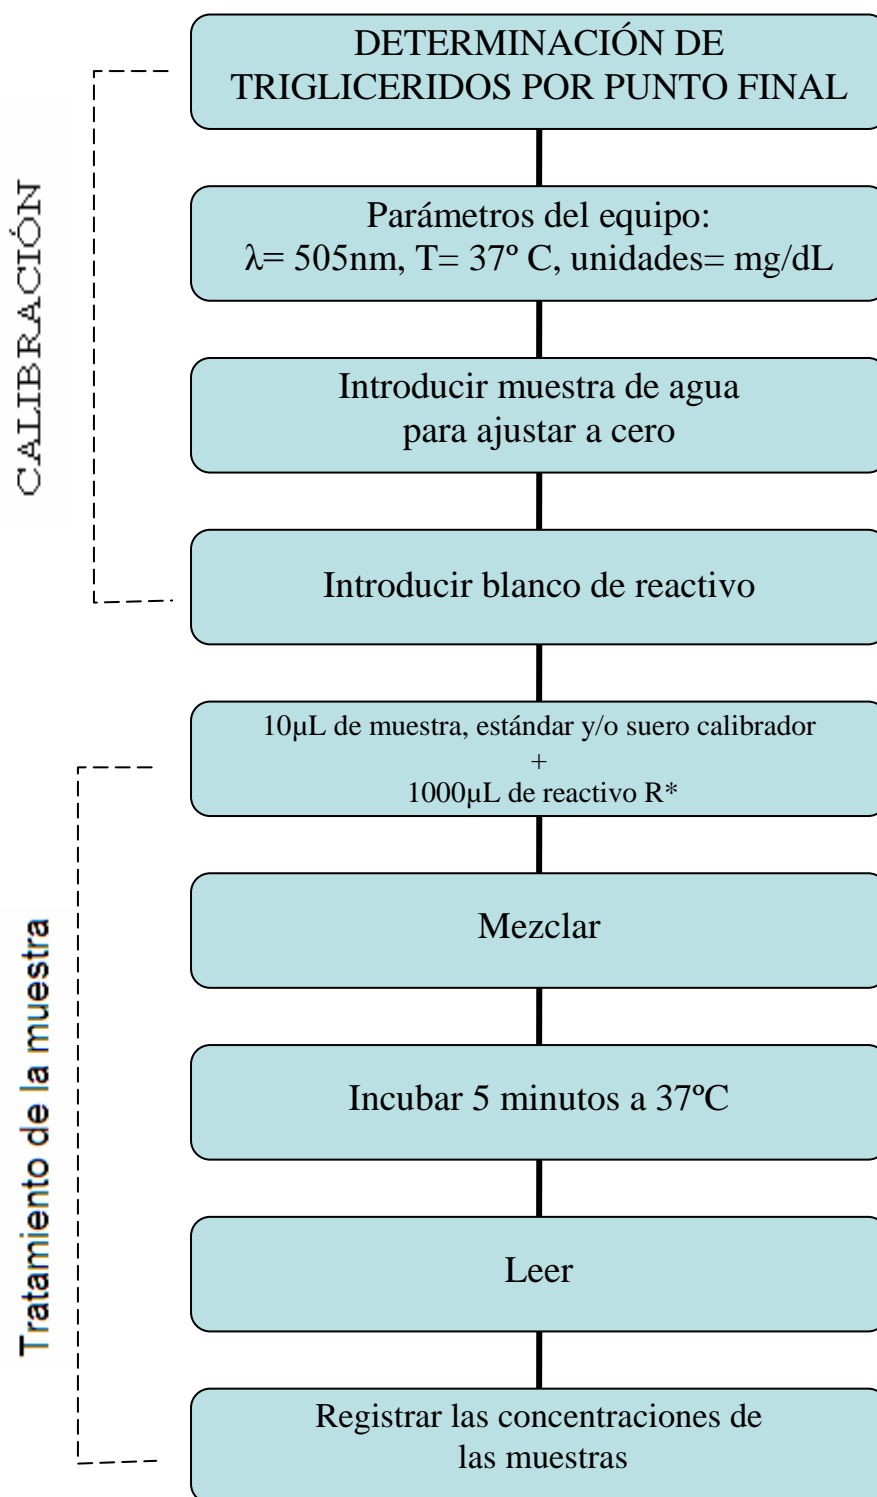 DETERMINACIÓN DE
TRIGLICERIDOS POR PUNTO FINAL
CALIBRACIÓN
Parámetros del equipo:
λ= 505nm, T= 37º C, unidades= mg/dL
Introducir muestra de agua
para ajustar a cero
Introducir blanco de reactivo
10µL de muestra, estándar y/o suero calibrador
+
1000µL de reactivo R*
Tratamiento de la muestra
Mezclar
Incubar 5 minutos a 37ºC
Leer
Registrar las concentraciones de
las muestras